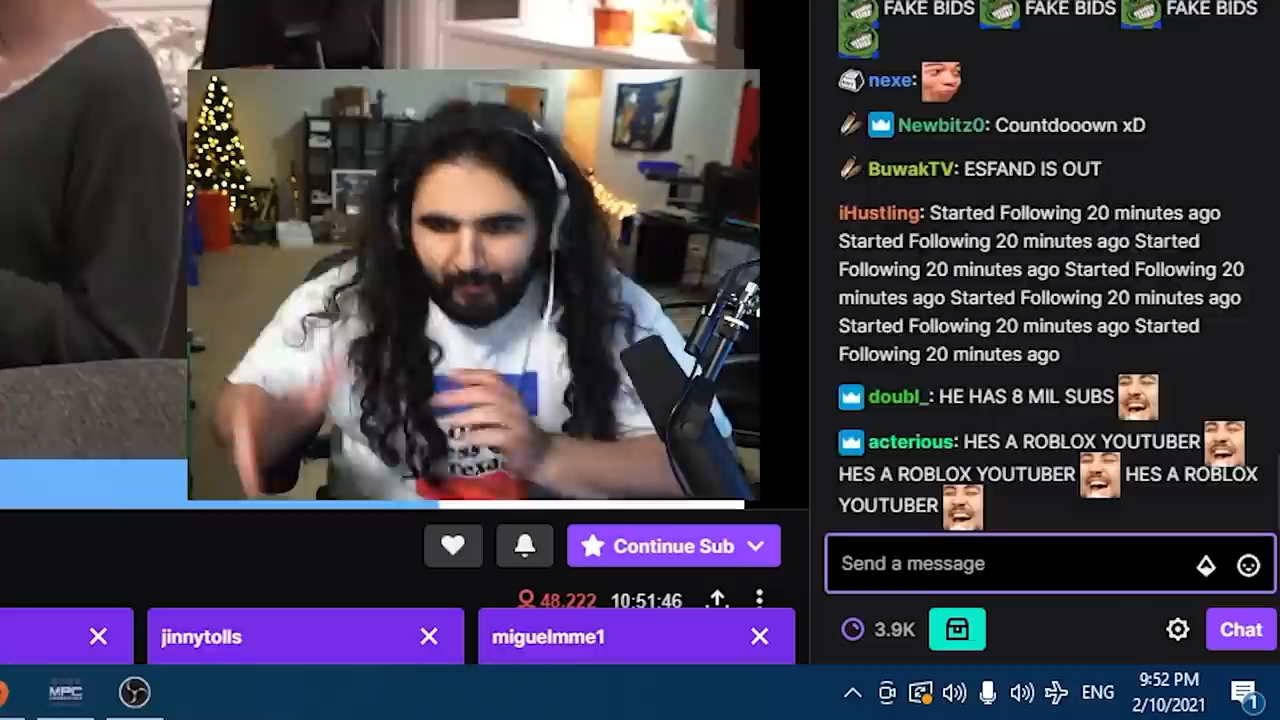 FAKE BIDS FAKE BIDS FAKE BIDS
nexe:
Newbitz0: Countdooown xD
BuwakTV: ESFAND IS OUT
iHustling: Started Following 20 minutes ago
Started Following 20 minutes ago Started
Following 20 minutes ago Started Following 20
minutes ago Started Following 20 minutes ago
Started Following 20 minutes ago Started
Following 20 minutes ago
doubl_: HE HAS 8 MIL SUBS
acterious: HES A ROBLOX YOUTUBER
HES A ROBLOX YOUTUBER HES A ROBLOX
YOUTUBER
Continue Sub
Send a message
48,222 10:51:46
3.9K
Chat
jinnytolls
miguelmme1
MPC
ENG
9:52 PM
2/10/2021
1